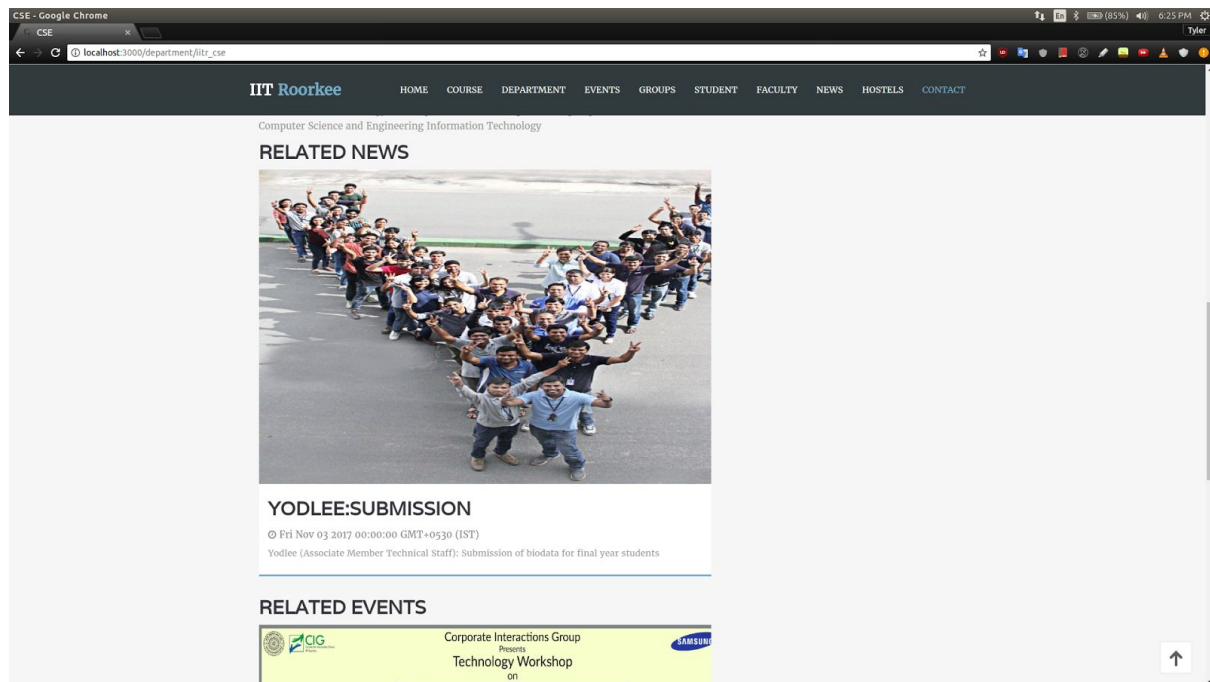 CSE - Google Chrome
En (85%) 6:25 PM
CSE
Tyler
localhost:3000/department/iitr_cse
IIT Roorkee HOME COURSE DEPARTMENT EVENTS GROUPS STUDENT FACULTY NEWS HOSTELS CONTACT
Computer Science and Engineering Information Technology
RELATED NEWS
YODLEE:SUBMISSION
Fri Nov 03 2017 00:00:00 GMT+0530 (IST)
Yodlee (Associate Member Technical Staff): Submission of biodata for final year students
RELATED EVENTS
CIG
Corporate Interactions Group
SAMSUNG
Presents
Technology Workshop
on